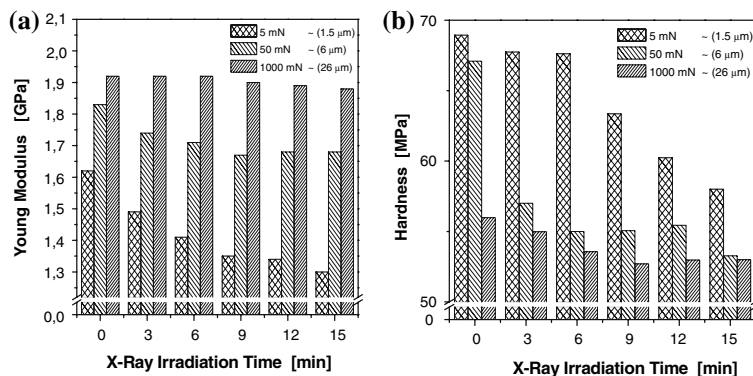 (a)
2,1
2,0
1,9
1,8
1,7
1,6
1,5
1,4
1,3
0,0
Young Modulus [GPa]
5 mN ~ (1.5 µm)
50 mN ~ (6 µm)
1000 mN ~ (26 µm)
0 3 6 9 12 15
X-Ray Irradiation Time [min]
(b)
70
60
50
0
Hardness [MPa]
5 mN ~ (1.5 µm)
50 mN ~ (6 µm)
1000 mN ~ (26 µm)
0 3 6 9 12 15
X-Ray Irradiation Time [min]